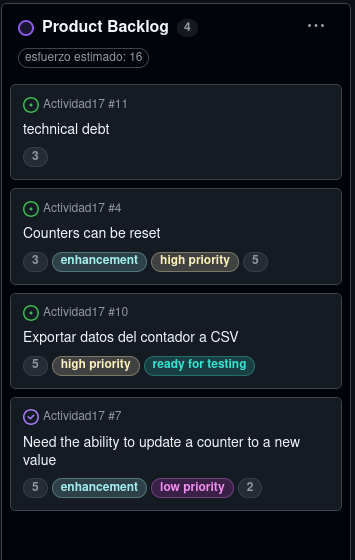 Product Backlog 4 ...
esfuerzo estimado: 16
Actividad17 #11
technical debt
3
Actividad17 #4
Counters can be reset
3 enhancement high priority 5
Actividad17 #10
Exportar datos del contador a CSV
5 high priority ready for testing
Actividad17 #7
Need the ability to update a counter to a new
value
5 enhancement low priority 2